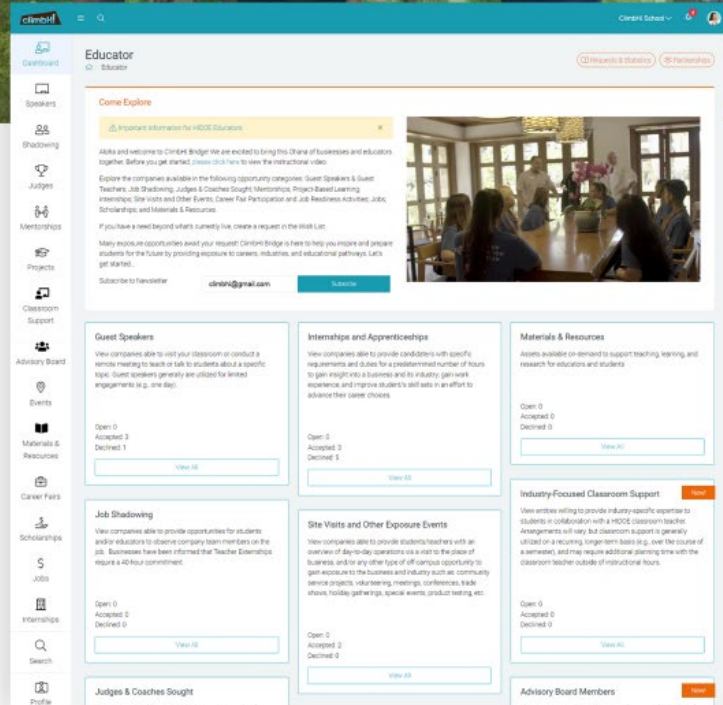 climbHI
ClimbHI School
Dashboard
Speakers
Shadowing
Judges
Mentorships
Projects
Classroom
Support
Advisory Board
Events
Materials &
Resources
Career Fairs
Scholarships
Jobs
Internships
Search
Profile
Educator
Educator
Requests & Statistics
Partnerships
Come Explore
Important information for HIDOE Educators
Aloha and welcome to ClimbHI Bridge! We are excited to bring this Ohana of businesses and educators
together. Before you get started, please click here to view the instructional video.
Explore the companies available in the following opportunity categories: Guest Speakers & Guest
Teachers; Job Shadowing; Judges & Coaches Sought; Mentorships; Project-Based Learning;
Internships; Site Visits and Other Events; Career Fair Participation and Job Readiness Activities; Jobs;
Scholarships; and Materials & Resources.
If you have a need beyond what's currently live, create a request in the Wish List.
Many exposure opportunities await your request! ClimbHI Bridge is here to help you inspire and prepare
students for the future by providing exposure to careers, industries, and educational pathways. Let's
get started...
Subscribe to Newsletter
climbhi@gmail.com
Subscribe
Guest Speakers
View companies able to visit your classroom or conduct a
remote meeting to teach or talk to students about a specific
topic. Guest speakers generally are utilized for limited
engagements (e.g., one day).
Open: 0
Accepted: 3
Declined: 1
View All
Internships and Apprenticeships
View companies able to provide candidate/s with specific
requirements and duties for a predetermined number of hours
to gain insight into a business and its industry, gain work
experience, and improve student/s skill sets in an effort to
advance their career choices.
Open: 0
Accepted: 3
Declined: 5
View All
Materials & Resources
Assets available on-demand to support teaching, learning, and
research for educators and students
Open: 0
Accepted: 0
Declined: 0
View All
Job Shadowing
View companies able to provide opportunities for students
and/or educators to observe company team members on the
job. Businesses have been informed that Teacher Externships
require a 40-hour commitment.
Open: 0
Accepted: 0
Declined: 0
View All
Site Visits and Other Exposure Events
View companies able to provide students/teachers with an
overview of day-to-day operations via a visit to the place of
business, and/or any other type of off-campus opportunity to
gain exposure to the business and industry such as: community
service projects, volunteering, meetings, conferences, trade
shows, holiday gatherings, special events, product testing, etc.
Open: 0
Accepted: 2
Declined: 0
View All
Industry-Focused Classroom Support
New!
View entities willing to provide industry-specific expertise to
students in collaboration with a HIDOE classroom teacher.
Arrangements will vary, but classroom support is generally
utilized on a recurring, longer-term basis (e.g., over the course of
a semester), and may require additional planning time with the
classroom teacher outside of instructional hours.
Open: 0
Accepted: 0
Declined: 0
View All
Judges & Coaches Sought
Advisory Board Members
New!